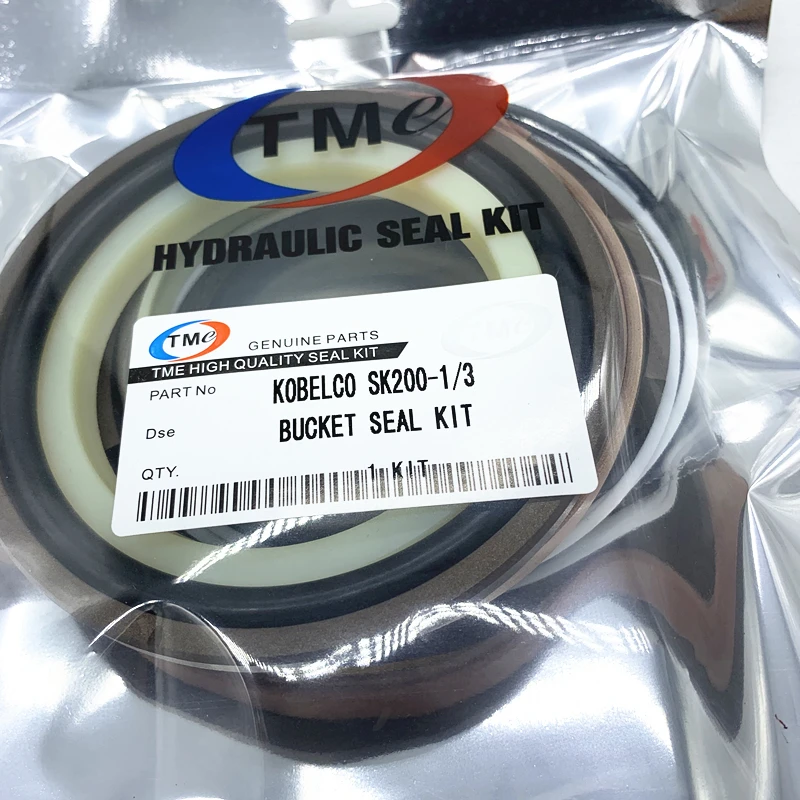 TMe
HYDRAULIC SEAL KIT
TMe GENUINE PARTS
TME HIGH QUALITY SEAL KIT
PART No KOBELCO SK200-1/3
Dse BUCKET SEAL KIT
QTY. 1 KIT